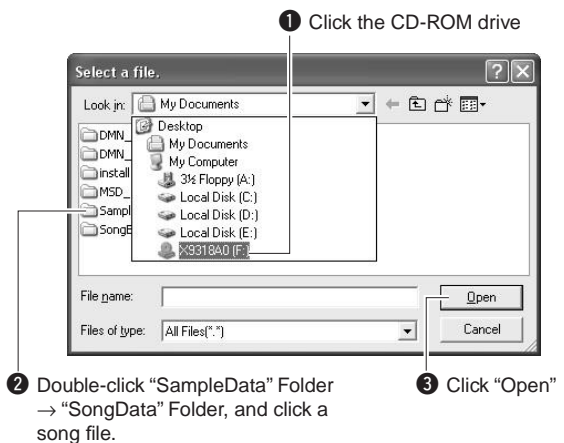 ❶ Click the CD-ROM drive
Select a file.
Look in:
My Documents
Desktop
My Documents
My Computer
3½ Floppy (A:)
Local Disk (C:)
Local Disk (D:)
Local Disk (E:)
X9318A0 (F:)
DMN_
DMN_
install
MSD_
Sampl
SongE
File name:
Open
Files of type:
All Files(*.*)
Cancel
❷ Double-click “SampleData” Folder
→ “SongData” Folder, and click a
song file.
❸ Click “Open”